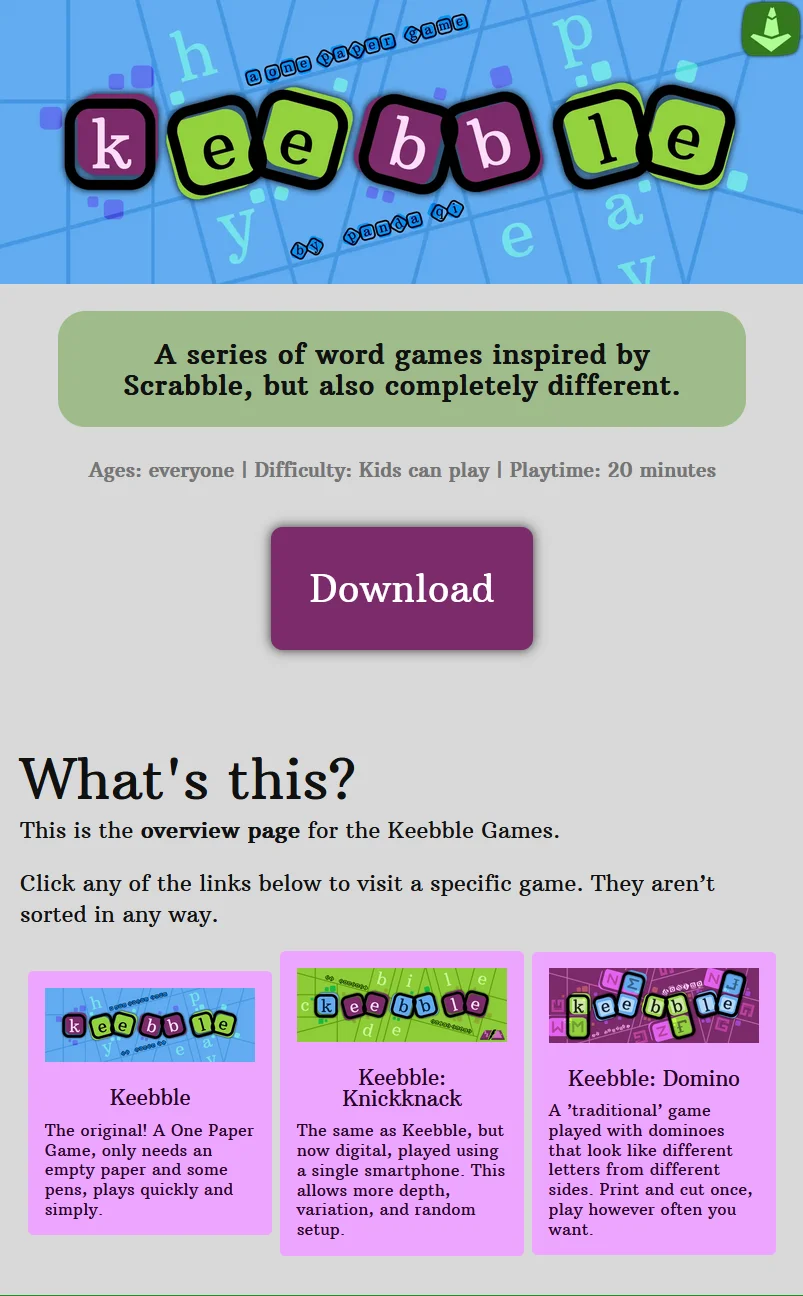 h
p
a one paper game
keebble
y
a
by panda qi
e
y
A series of word games inspired by
Scrabble, but also completely different.
Ages: everyone | Difficulty: Kids can play | Playtime: 20 minutes
Download
What's this?
This is the overview page for the Keebble Games.
Click any of the links below to visit a specific game. They aren’t
sorted in any way.
keebble
Keebble
The original! A One Paper
Game, only needs an
empty paper and some
pens, plays quickly and
simply.
c b i l e
keebble
d e
Keebble:
Knickknack
The same as Keebble, but
now digital, played using
a single smartphone. This
allows more depth,
variation, and random
setup.
keebble
Keebble: Domino
A ’traditional’ game
played with dominoes
that look like different
letters from different
sides. Print and cut once,
play however often you
want.